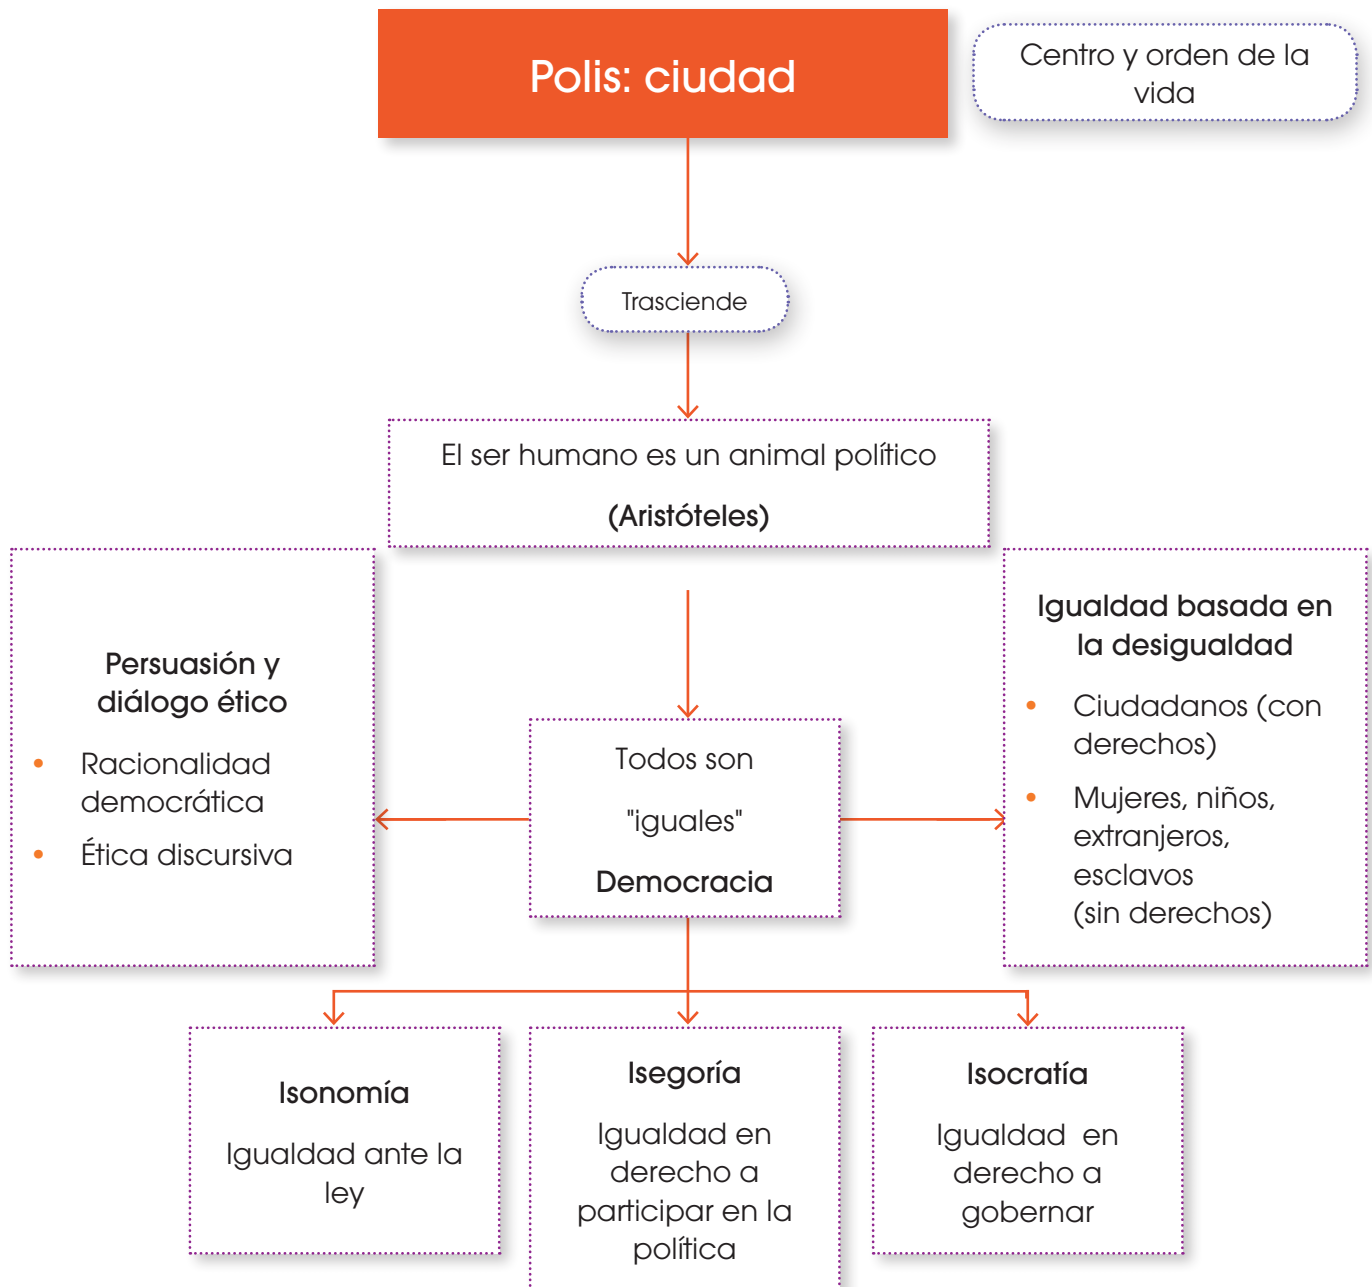 Polis: ciudad
Centro y orden de la
vida
Trasciende
El ser humano es un animal político
(Aristóteles)
Persuasión y
diálogo ético
• Racionalidad
democrática
• Ética discursiva
Todos son
"iguales"
Democracia
Igualdad basada en
la desigualdad
• Ciudadanos (con
derechos)
• Mujeres, niños,
extranjeros,
esclavos
(sin derechos)
Isonomía
Igualdad ante la
ley
Isegoría
Igualdad en
derecho a
participar en la
política
Isocratía
Igualdad en
derecho a
gobernar